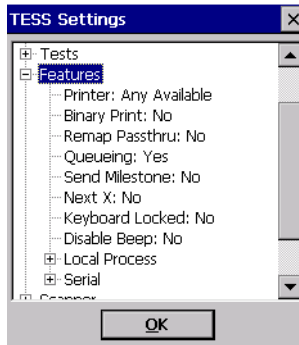 TESS Settings
Tests
Features
Printer: Any Available
Binary Print: No
Remap Passthru: No
Queueing: Yes
Send Milestone: No
Next X: No
Keyboard Locked: No
Disable Beep: No
Local Process
Serial
Scanner
OK